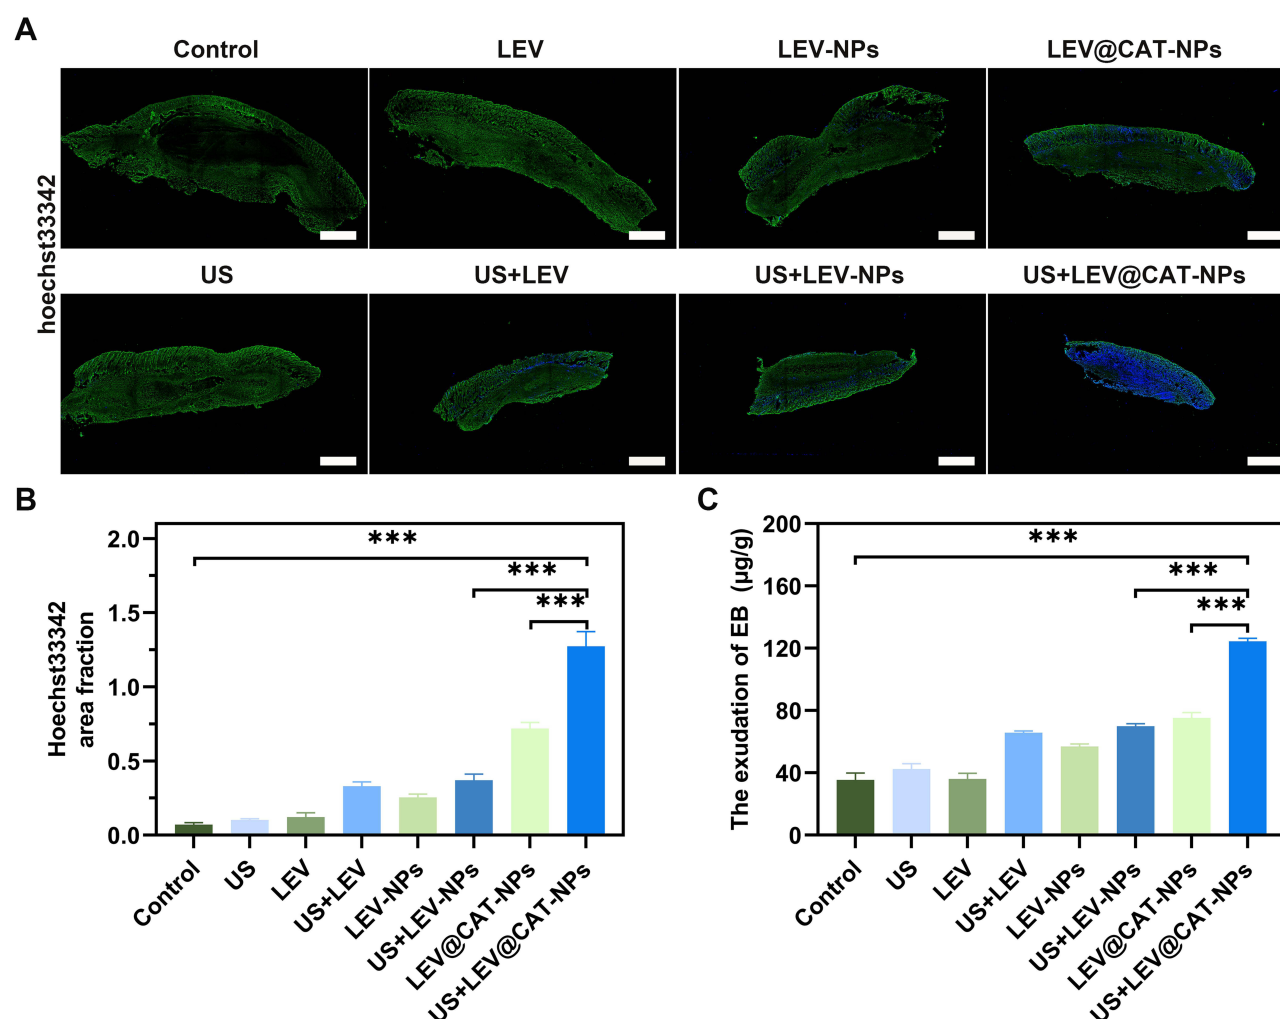 A
Control
LEV
LEV-NPs
LEV@CAT-NPs
hoechst33342
US
US+LEV
US+LEV-NPs
US+LEV@CAT-NPs
B
Hoechst33342
area fraction
2.0
1.5
1.0
0.5
0.0
***
***
***
Control
US
LEV
US+LEV
LEV-NPs
US+LEV-NPs
LEV@CAT-NPs
US+LEV@CAT-NPs
C
The exudation of EB (μg/g)
200
160
120
80
40
0
***
***
***
Control
US
LEV
US+LEV
LEV-NPs
US+LEV-NPs
LEV@CAT-NPs
US+LEV@CAT-NPs